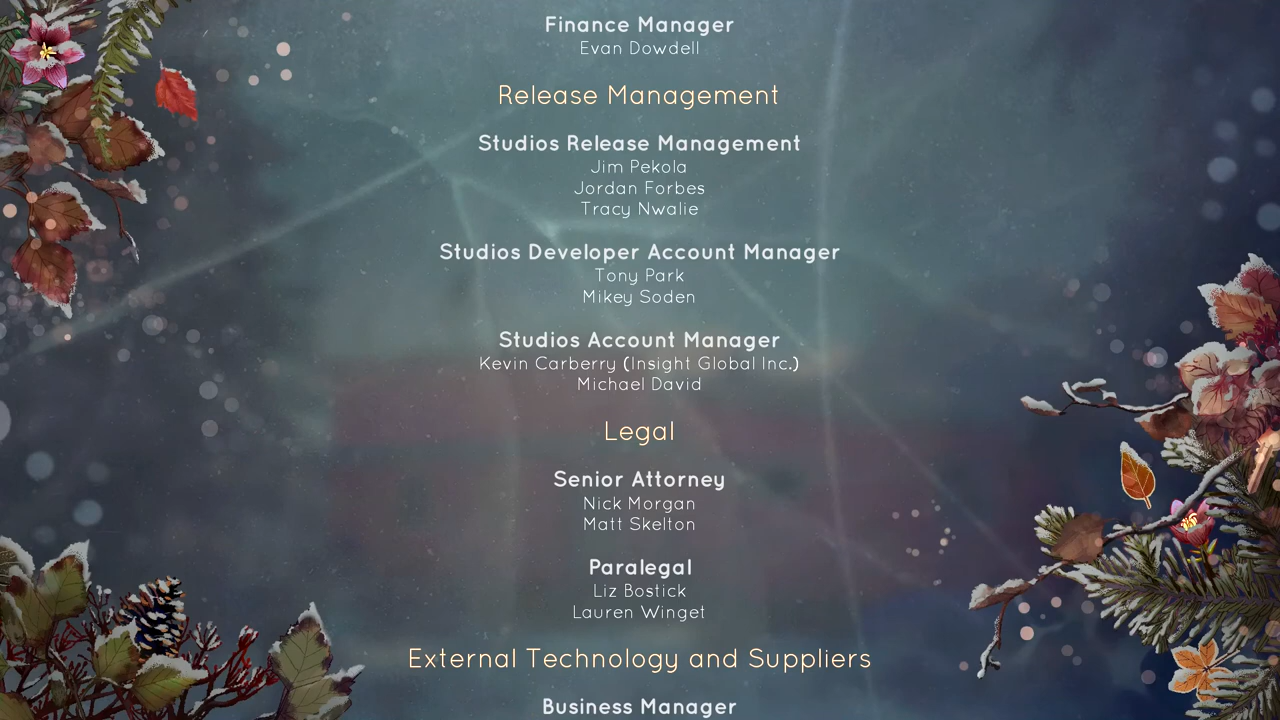 Finance Manager
Evan Dowdell
Release Management
Studios Release Management
Jim Pekola
Jordan Forbes
Tracy Nwalie
Studios Developer Account Manager
Tony Park
Mikey Soden
Studios Account Manager
Kevin Carberry (Insight Global Inc.)
Michael David
Legal
Senior Attorney
Nick Morgan
Matt Skelton
Paralegal
Liz Bostick
Lauren Winget
External Technology and Suppliers
Business Manager